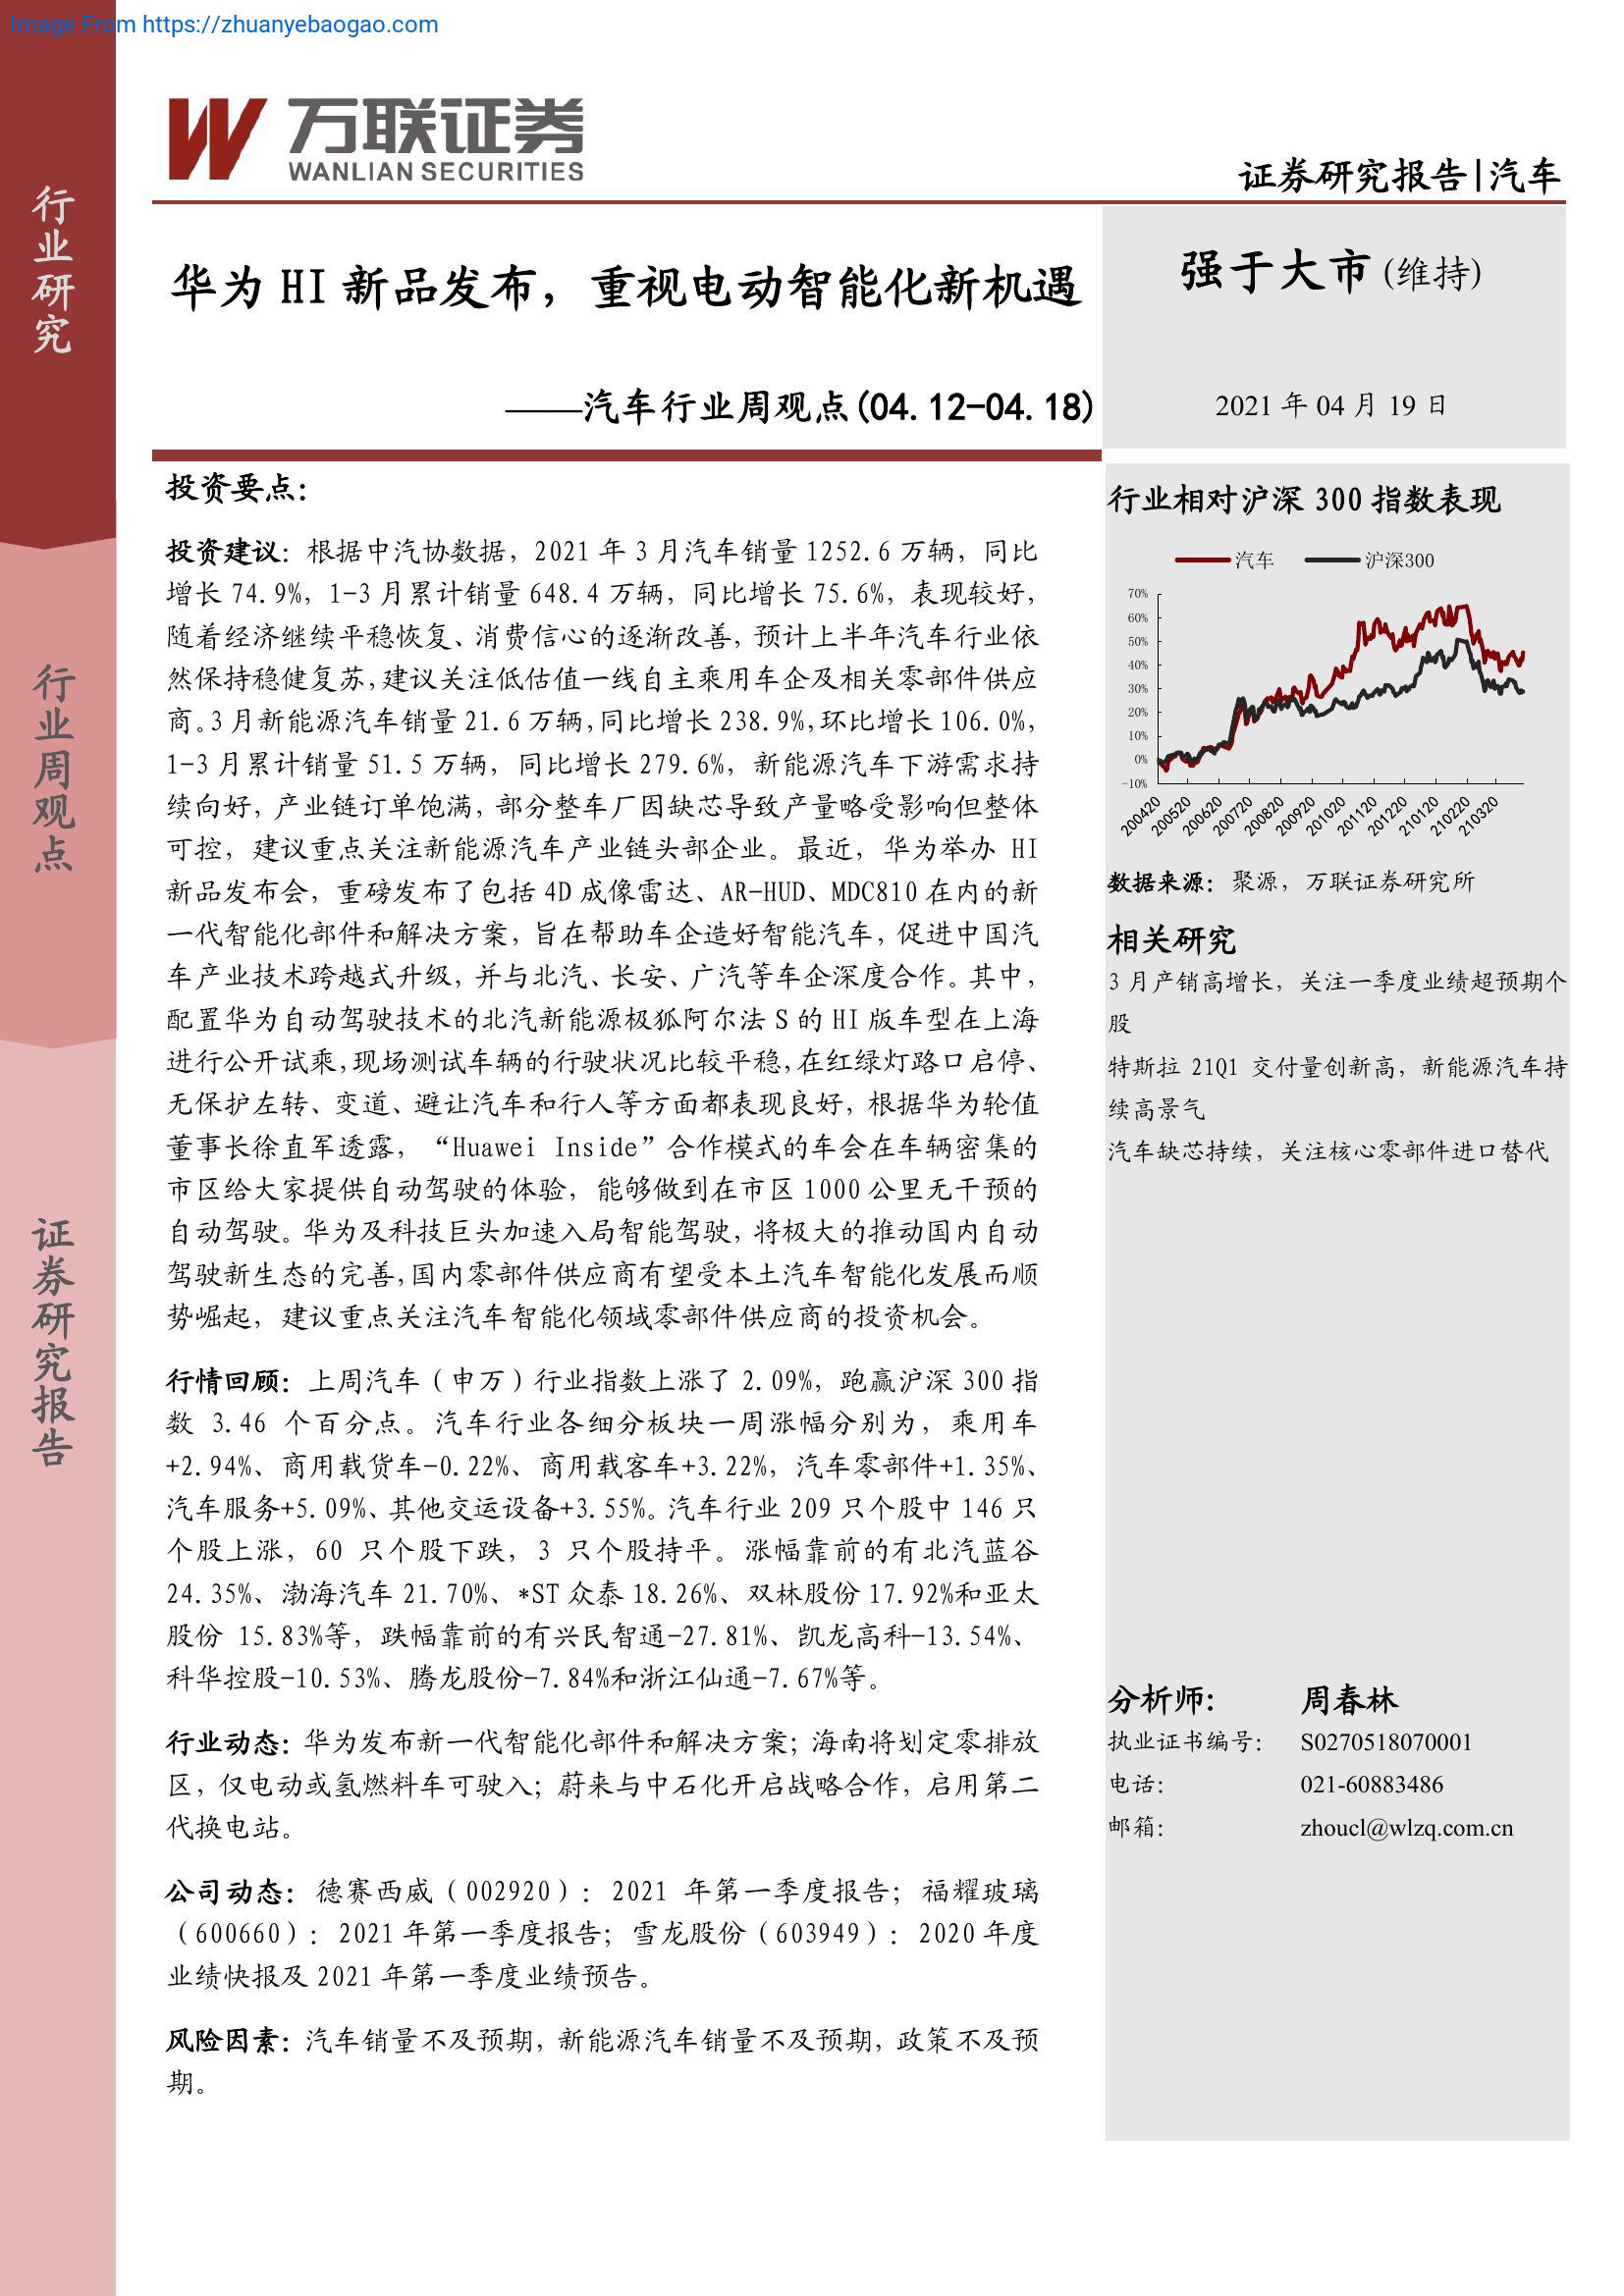 Image From https://zhuanyebaogao.com
万联证券
WANLIAN SECURITIES
证券研究报告|汽车
行业研究
行业周观点
证券研究报告
华为 HI 新品发布，重视电动智能化新机遇
——汽车行业周观点(04.12-04.18)
强于大市(维持)
2021 年 04 月 19 日
投资要点：
投资建议：根据中汽协数据，2021 年 3 月汽车销量 1252.6 万辆，同比
增长 74.9%，1-3 月累计销量 648.4 万辆，同比增长 75.6%，表现较好，
随着经济继续平稳恢复、消费信心的逐渐改善，预计上半年汽车行业依
然保持稳健复苏，建议关注低估值一线自主乘用车企及相关零部件供应
商。3 月新能源汽车销量 21.6 万辆，同比增长 238.9%，环比增长 106.0%，
1-3 月累计销量 51.5 万辆，同比增长 279.6%，新能源汽车下游需求持
续向好，产业链订单饱满，部分整车厂因缺芯导致产量略受影响但整体
可控，建议重点关注新能源汽车产业链头部企业。最近，华为举办 HI
新品发布会，重磅发布了包括 4D 成像雷达、AR-HUD、MDC810 在内的新
一代智能化部件和解决方案，旨在帮助车企造好智能汽车，促进中国汽
车产业技术跨越式升级，并与北汽、长安、广汽等车企深度合作。其中，
配置华为自动驾驶技术的北汽新能源极狐阿尔法 S 的 HI 版车型在上海
进行公开试乘，现场测试车辆的行驶状况比较平稳，在红绿灯路口启停、
无保护左转、变道、避让汽车和行人等方面都表现良好，根据华为轮值
董事长徐直军透露，“Huawei Inside”合作模式的车会在车辆密集的
市区给大家提供自动驾驶的体验，能够做到在市区 1000 公里无干预的
自动驾驶。华为及科技巨头加速入局智能驾驶，将极大的推动国内自动
驾驶新生态的完善，国内零部件供应商有望受本土汽车智能化发展而顺
势崛起，建议重点关注汽车智能化领域零部件供应商的投资机会。
行情回顾：上周汽车（申万）行业指数上涨了 2.09%，跑赢沪深 300 指
数 3.46 个百分点。汽车行业各细分板块一周涨幅分别为，乘用车
+2.94%、商用载货车-0.22%、商用载客车+3.22%，汽车零部件+1.35%、
汽车服务+5.09%、其他交运设备+3.55%。汽车行业 209 只个股中 146 只
个股上涨，60 只个股下跌，3 只个股持平。涨幅靠前的有北汽蓝谷
24.35%、渤海汽车 21.70%、*ST 众泰 18.26%、双林股份 17.92%和亚太
股份 15.83%等，跌幅靠前的有兴民智通-27.81%、凯龙高科-13.54%、
科华控股-10.53%、腾龙股份-7.84%和浙江仙通-7.67%等。
行业动态：华为发布新一代智能化部件和解决方案；海南将划定零排放
区，仅电动或氢燃料车可驶入；蔚来与中石化开启战略合作，启用第二
代换电站。
公司动态：德赛西威（002920）：2021 年第一季度报告；福耀玻璃
（600660）：2021 年第一季度报告；雪龙股份（603949）：2020 年度
业绩快报及 2021 年第一季度业绩预告。
风险因素：汽车销量不及预期，新能源汽车销量不及预期，政策不及预
期。
行业相对沪深 300 指数表现
汽车 沪深300
70%
60%
50%
40%
30%
20%
10%
0%
-10%
200420 200520 200620 200720 200820 200920 201020 201120 201220 210120 210220 210320
数据来源：聚源，万联证券研究所
相关研究
3 月产销高增长，关注一季度业绩超预期个
股
特斯拉 21Q1 交付量创新高，新能源汽车持
续高景气
汽车缺芯持续，关注核心零部件进口替代
分析师: 周春林
执业证书编号: S0270518070001
电话: 021-60883486
邮箱: zhoucl@wlzq.com.cn